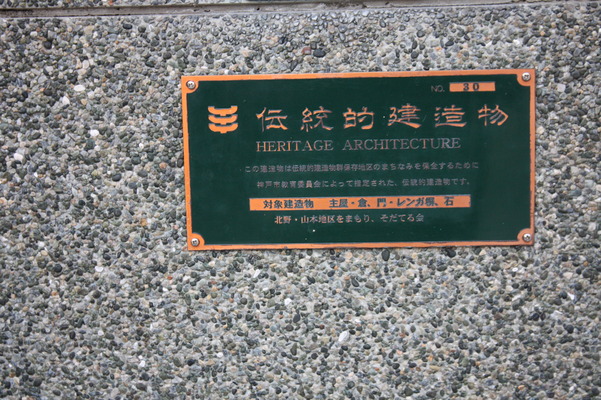 NO. 30
伝統的建造物
HERITAGE ARCHITECTURE
この建造物は伝統的建造物群保存地区のまちなみを保全するために
神戸市教育委員会によって指定された、伝統的建造物です。
対象建造物 主屋・倉、門・レンガ塀、石
北野・山本地区をまもり、そだてる会